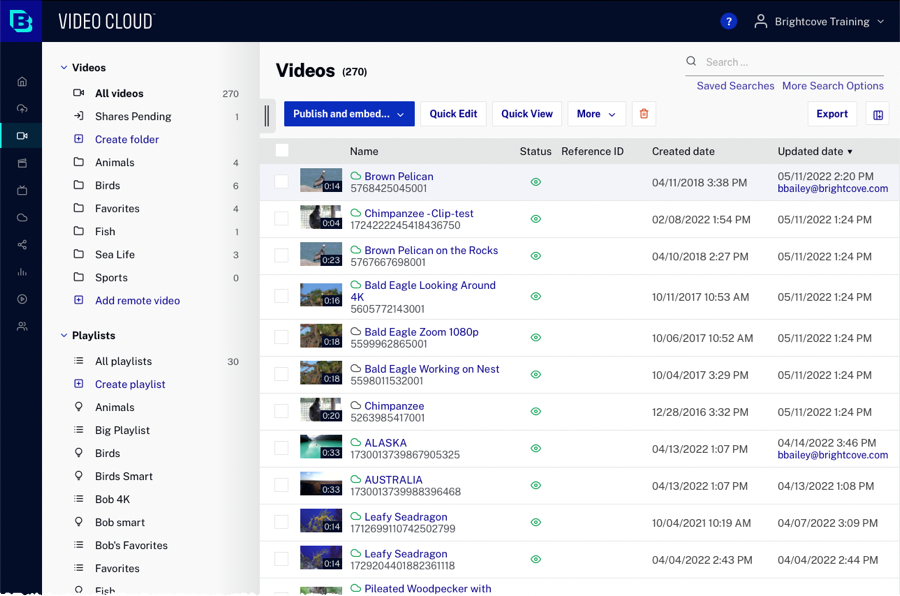 VIDEO CLOUD
?
Brightcove Training
Videos
All videos 270
Shares Pending 1
Create folder
Animals 4
Birds 6
Favorites 4
Fish 1
Sea Life 3
Sports 0
Add remote video
Playlists
All playlists 30
Create playlist
Animals
Big Playlist
Birds
Birds Smart
Bob 4K
Bob smart
Bob's Favorites
Favorites
Fish
Videos (270)
Search ...
Saved Searches More Search Options
Publish and embed... Quick Edit Quick View More Export
Name Status Reference ID Created date Updated date
0:14 Brown Pelican 04/11/2018 3:38 PM 05/11/2022 2:20 PM
5768425045001 bbailey@brightcove.com
0:04 Chimpanzee - Clip-test 02/08/2022 1:54 PM 05/11/2022 1:24 PM
1724222245418436750
0:23 Brown Pelican on the Rocks 04/10/2018 2:27 PM 05/11/2022 1:24 PM
5767667698001
0:16 Bald Eagle Looking Around 10/11/2017 10:53 AM 05/11/2022 1:24 PM
4K
5605772143001
0:18 Bald Eagle Zoom 1080p 10/06/2017 10:52 AM 05/11/2022 1:24 PM
5599962865001
0:18 Bald Eagle Working on Nest 10/04/2017 3:29 PM 05/11/2022 1:24 PM
5598011532001
0:20 Chimpanzee 12/28/2016 3:32 PM 05/11/2022 1:24 PM
5263985417001
0:33 ALASKA 04/13/2022 1:07 PM 04/14/2022 3:46 PM
1730013739867905325 bbailey@brightcove.com
0:33 AUSTRALIA 04/13/2022 1:07 PM 04/13/2022 1:08 PM
1730013739988396468
0:14 Leafy Seadragon 10/04/2021 10:19 AM 04/07/2022 3:09 PM
1712699110742502799
0:14 Leafy Seadragon 04/04/2022 2:43 PM 04/04/2022 2:44 PM
1729204401882361118
Pileated Woodpecker with